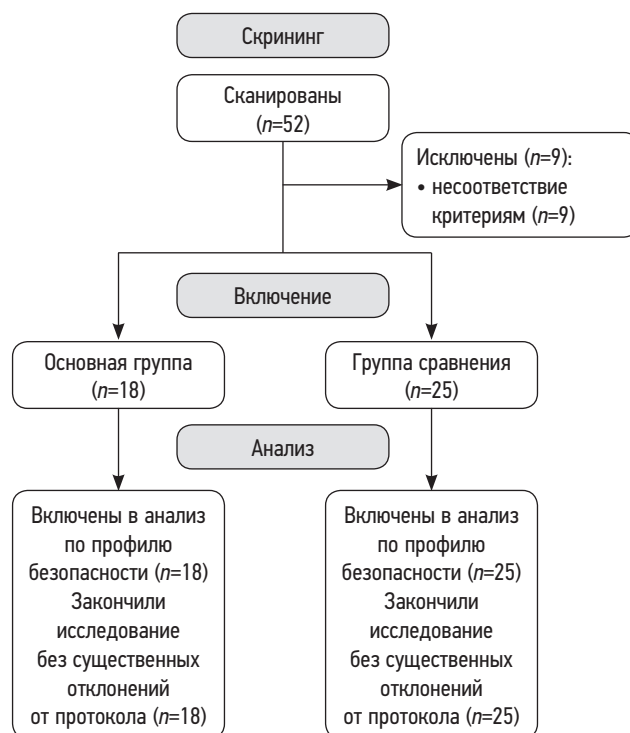 Скрининг
Сканированы
(n=52)
Исключены (n=9):
• несоответствие
критериям (n=9)
Включение
Основная группа
(n=18)
Группа сравнения
(n=25)
Анализ
Включены в анализ
по профилю
безопасности (n=18)
Закончили
исследование
без существенных
отклонений
от протокола (n=18)
Включены в анализ
по профилю
безопасности (n=25)
Закончили
исследование
без существенных
отклонений
от протокола (n=25)